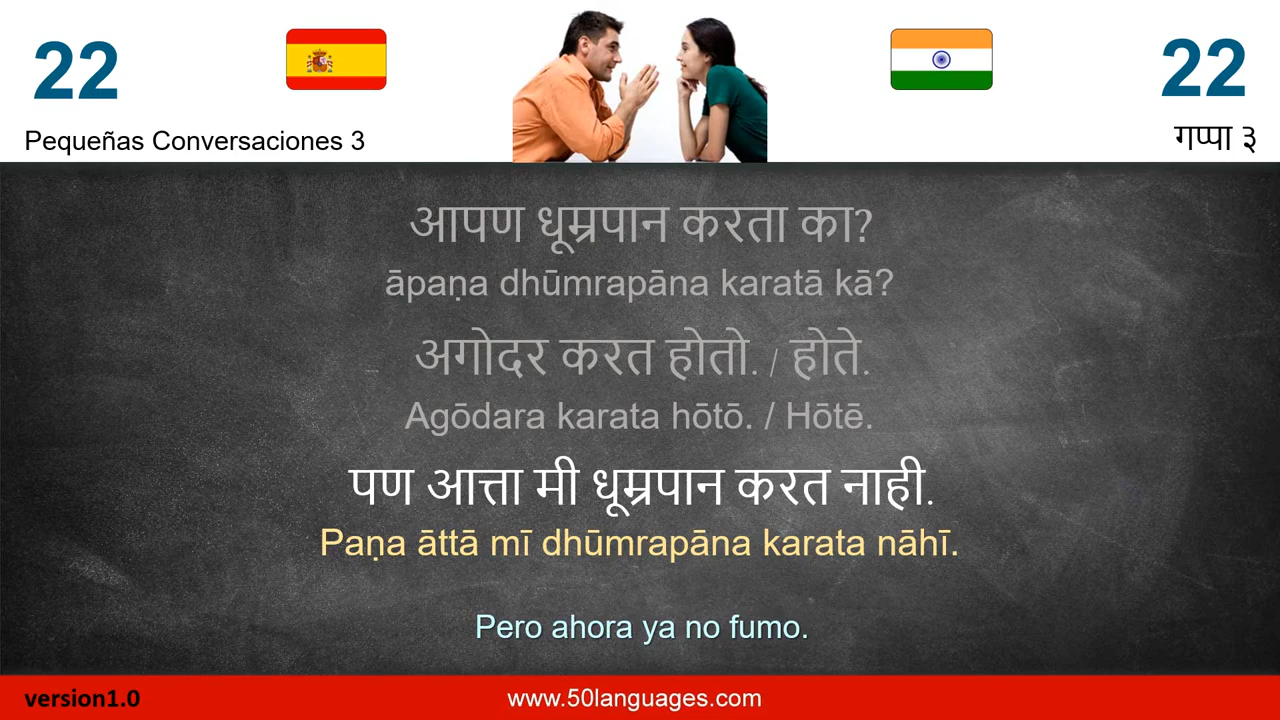 22
22
Pequeñas Conversaciones 3
गप्पा ३
आपण धूम्रपान करता का?
āpaṇa dhūmrapāna karatā kā?
अगोदर करत होतो. / होते.
Agōdara karata hōtō. / Hōtē.
पण आत्ता मी धूम्रपान करत नाही.
Paṇa āttā mī dhūmrapāna karata nāhī.
Pero ahora ya no fumo.
version1.0
www.50languages.com